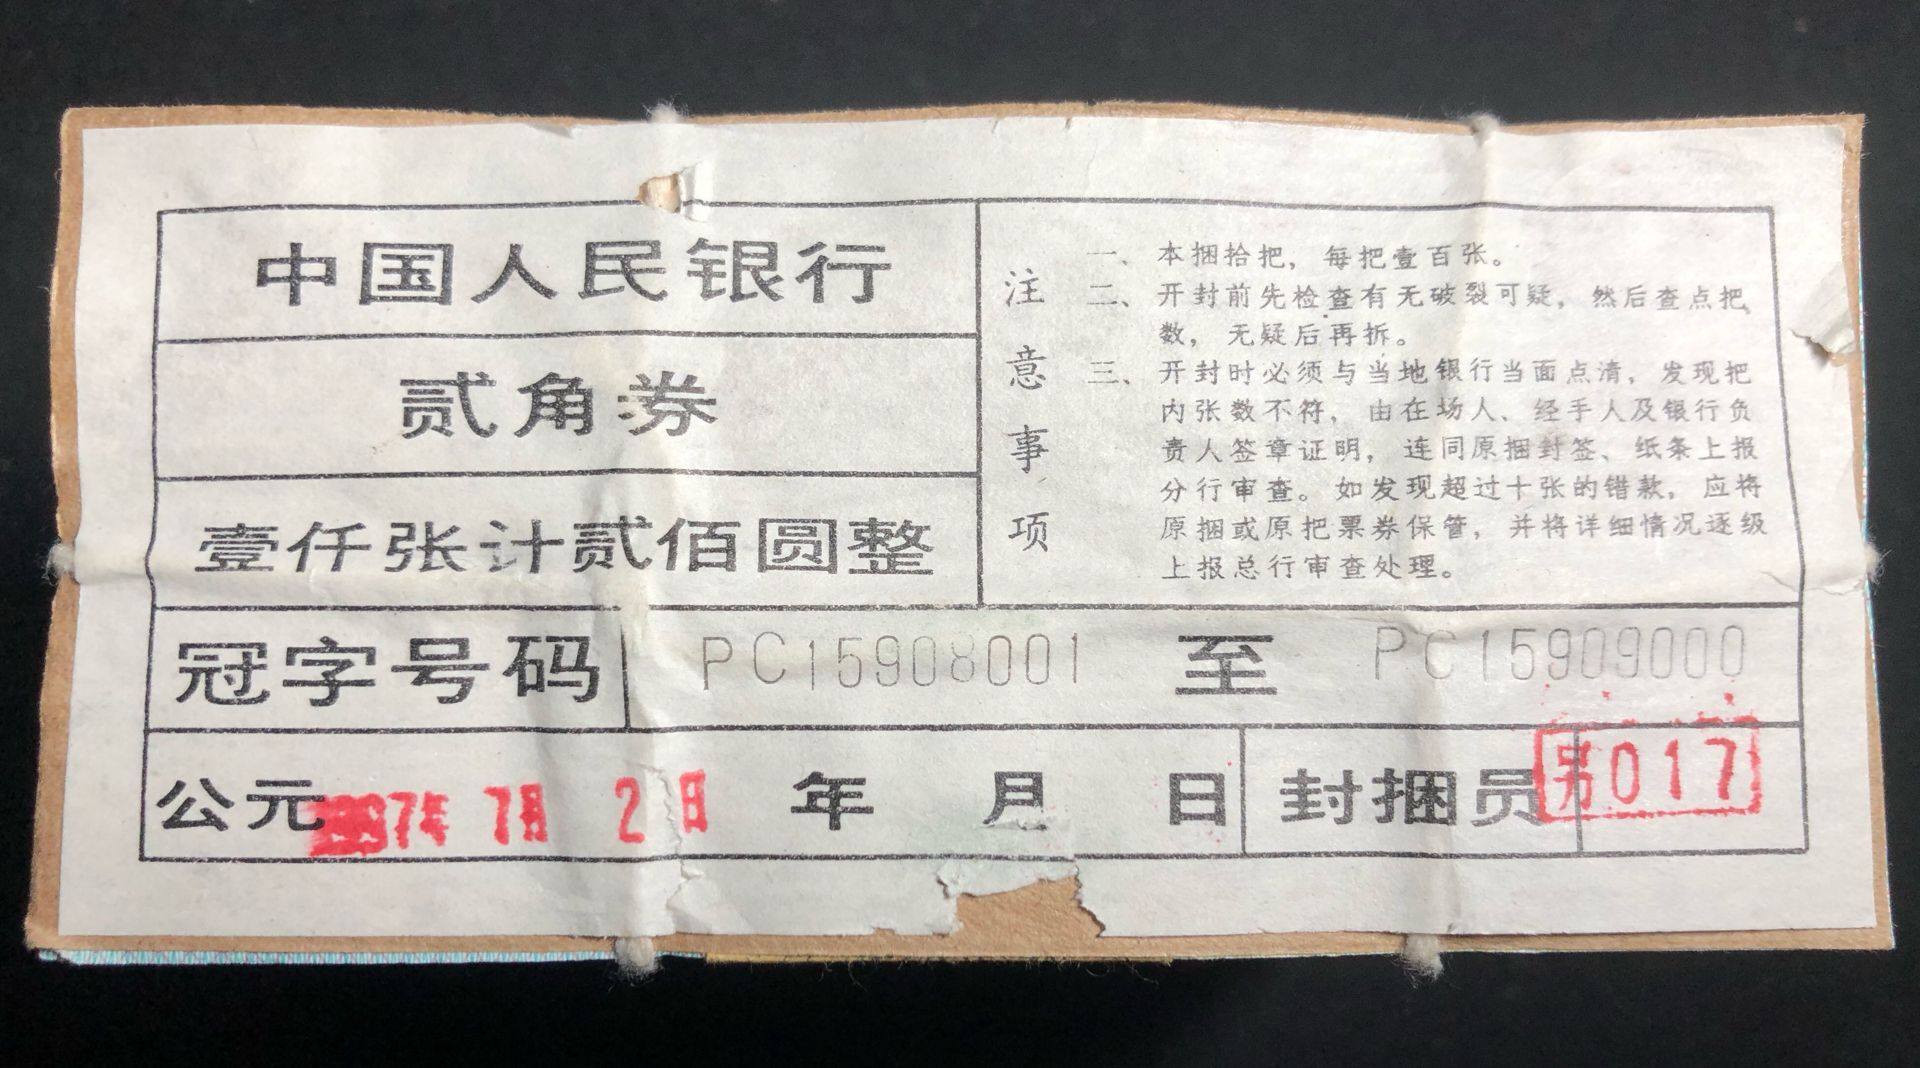 中国人民银行
贰角券
壹仟张计贰佰圆整
注意事项
一、本捆拾把，每把壹百张。
二、开封前先检查有无破裂可疑，然后查点把
数，无疑后再拆。
三、开封时必须与当地银行当面点清，发现把
内张数不符，由在场人、经手人及银行负
责人签章证明，连同原捆封签、纸条上报
分行审查。如发现超过十张的错款，应将
原捆或原把票券保管，并将详细情况逐级
上报总行审查处理。
冠字号码 PC15908001 至 PC15909000
公元 7年 7月 2日 年 月 日 封捆员 017